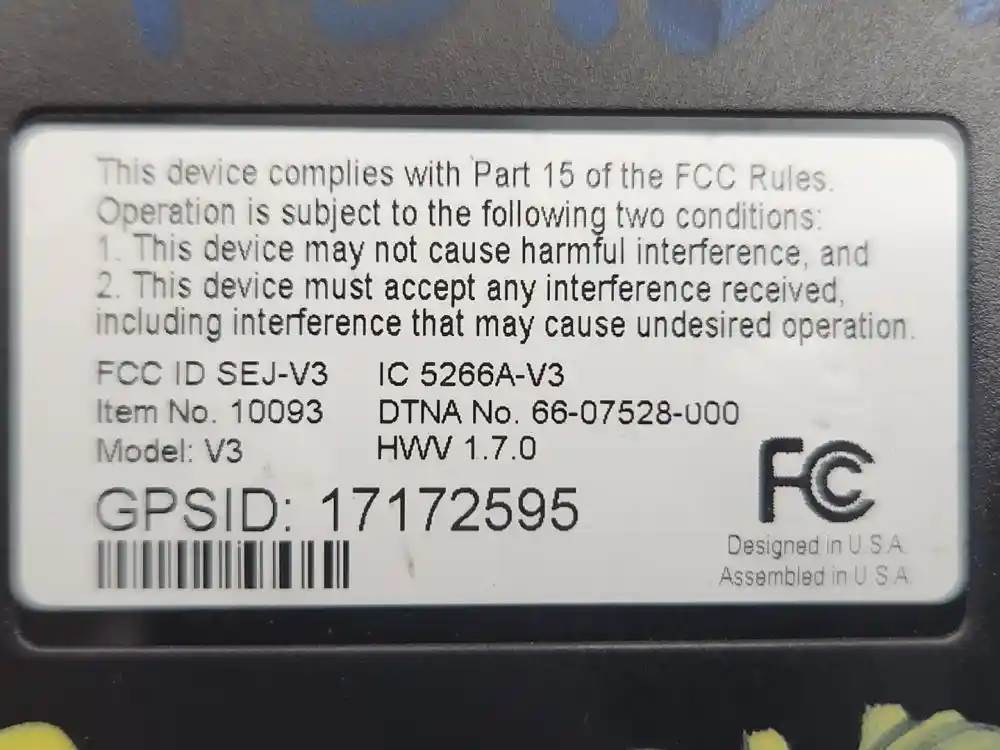 This device complies with Part 15 of the FCC Rules.
Operation is subject to the following two conditions:
1. This device may not cause harmful interference, and
2. This device must accept any interference received,
including interference that may cause undesired operation.
FCC ID SEJ-V3 IC 5266A-V3
Item No. 10093 DTNA No. 66-07528-000
Model: V3 HWV 1.7.0
GPSID: 17172595
FC
Designed in U.S.A.
Assembled in U.S.A.